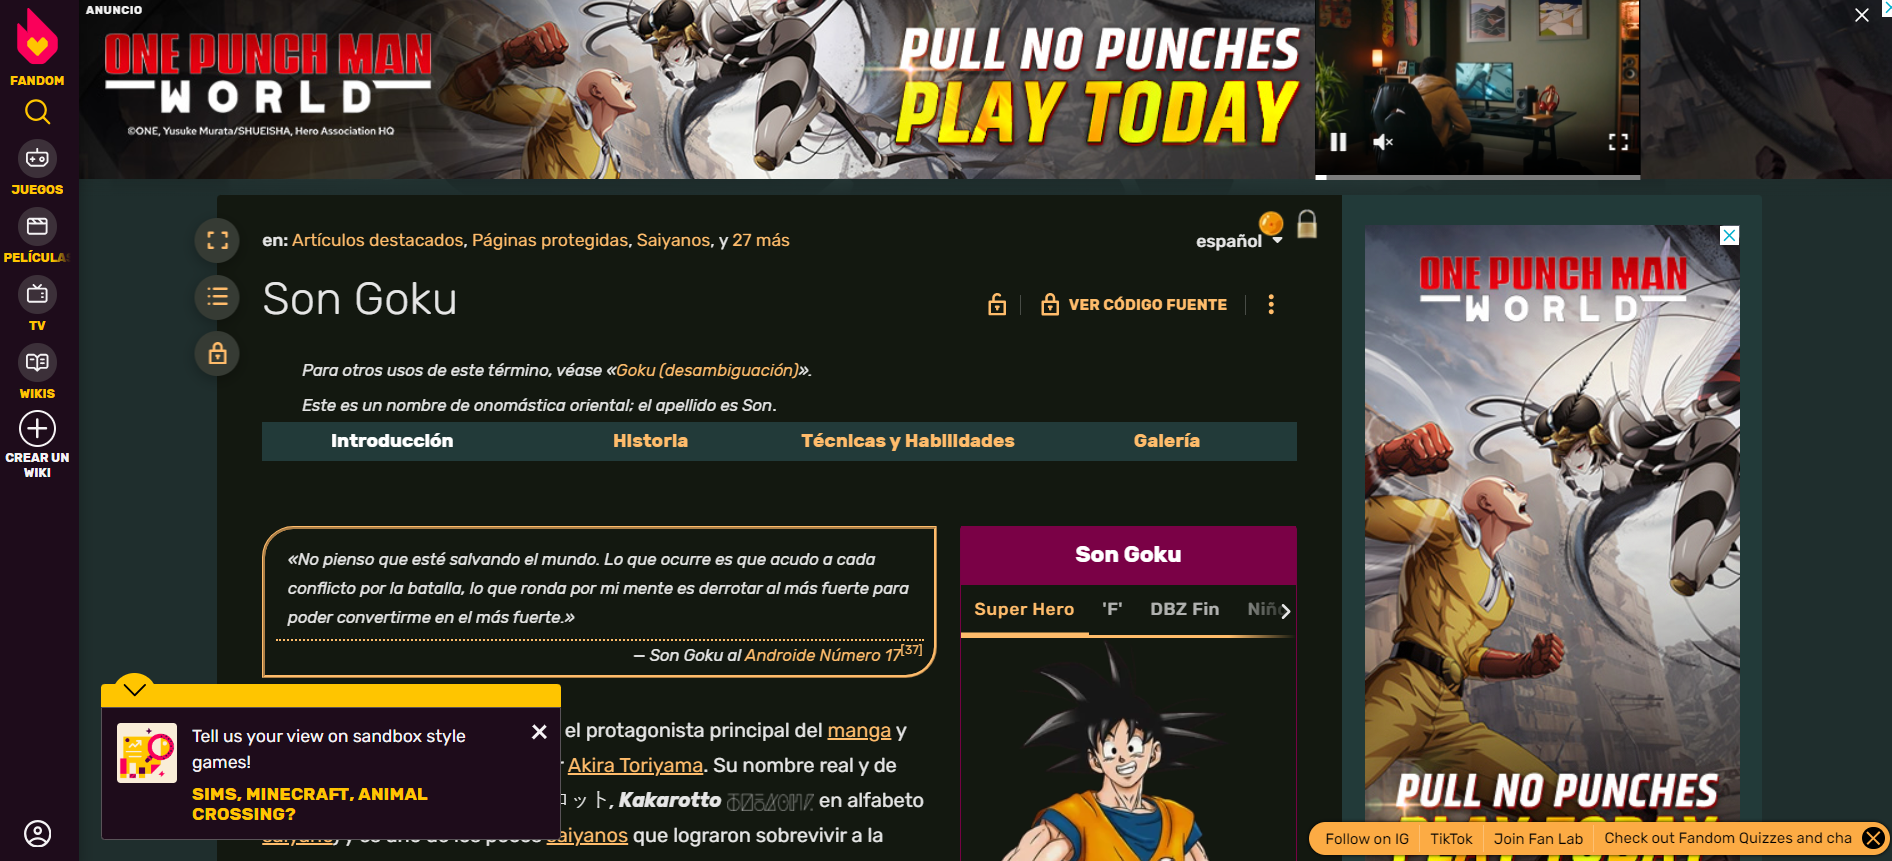 ANUNCIO
ONE PUNCH MAN
WORLD
©ONE, Yusuke Murata/SHUEISHA, Hero Association HQ
PULL NO PUNCHES
PLAY TODAY
FANDOM
JUEGOS
PELÍCULAS
TV
WIKIS
CREAR UN
WIKI
en: Artículos destacados, Páginas protegidas, Saiyanos, y 27 más
español
Son Goku
VER CÓDIGO FUENTE
Para otros usos de este término, véase «Goku (desambiguación)».
Este es un nombre de onomástica oriental; el apellido es Son.
Introducción Historia Técnicas y Habilidades Galería
«No pienso que esté salvando el mundo. Lo que ocurre es que acudo a cada
conflicto por la batalla, lo que ronda por mi mente es derrotar al más fuerte para
poder convertirme en el más fuerte.»
— Son Goku al Androide Número 17[37]
Son Goku
Super Hero 'F' DBZ Fin Niño
el protagonista principal del manga y
Akira Toriyama. Su nombre real y de
ロット, Kakarotto en alfabeto
saiyanos que lograron sobrevivir a la
Tell us your view on sandbox style
games!
SIMS, MINECRAFT, ANIMAL
CROSSING?
ONE PUNCH MAN
WORLD
PULL NO PUNCHES
PLAY TODAY
Follow on IG TikTok Join Fan Lab Check out Fandom Quizzes and cha